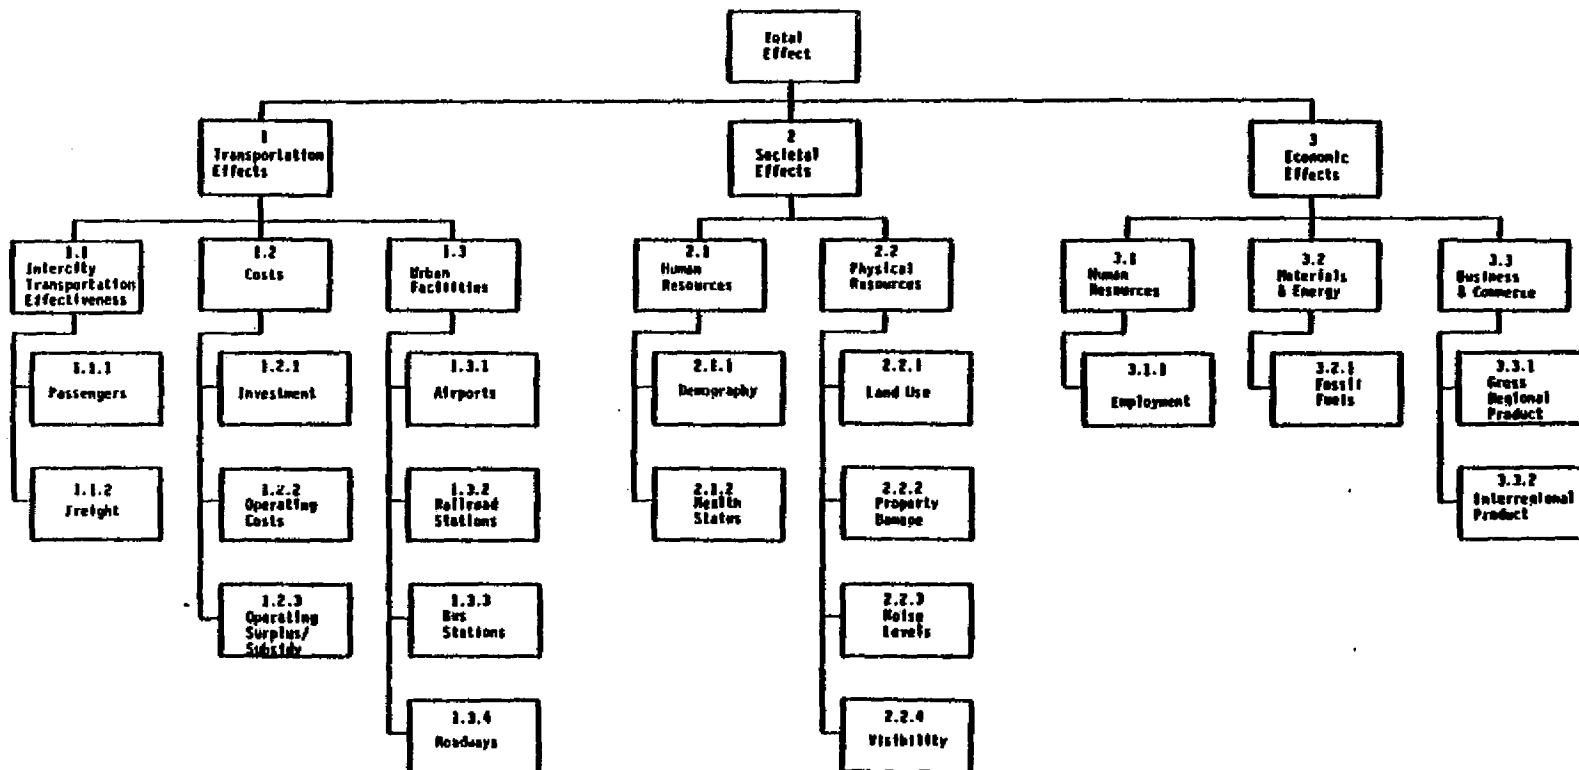 Total
Effect
1
Transportation
Effects
2
Societal
Effects
3
Economic
Effects
1.1
Intercity
Transportation
Effectiveness
1.2
Costs
1.3
Urban
Facilities
2.1
Human
Resources
2.2
Physical
Resources
3.1
Human
Resources
3.2
Materials
& Energy
3.3
Business
& Commerce
1.1.1
Passengers
1.2.1
Investment
1.3.1
Airports
2.1.1
Demography
2.2.1
Land Use
3.1.1
Employment
3.2.1
Fossil
Fuels
3.3.1
Gross
Regional
Product
1.1.2
Freight
1.2.2
Operating
Costs
1.3.2
Railroad
Stations
2.1.2
Health
Status
2.2.2
Property
Damage
3.3.2
Interregional
Product
1.2.3
Operating
Surplus/
Subsidy
1.3.3
Bus
Stations
2.2.3
Noise
Levels
1.3.4
Roadways
2.2.4
Visibility